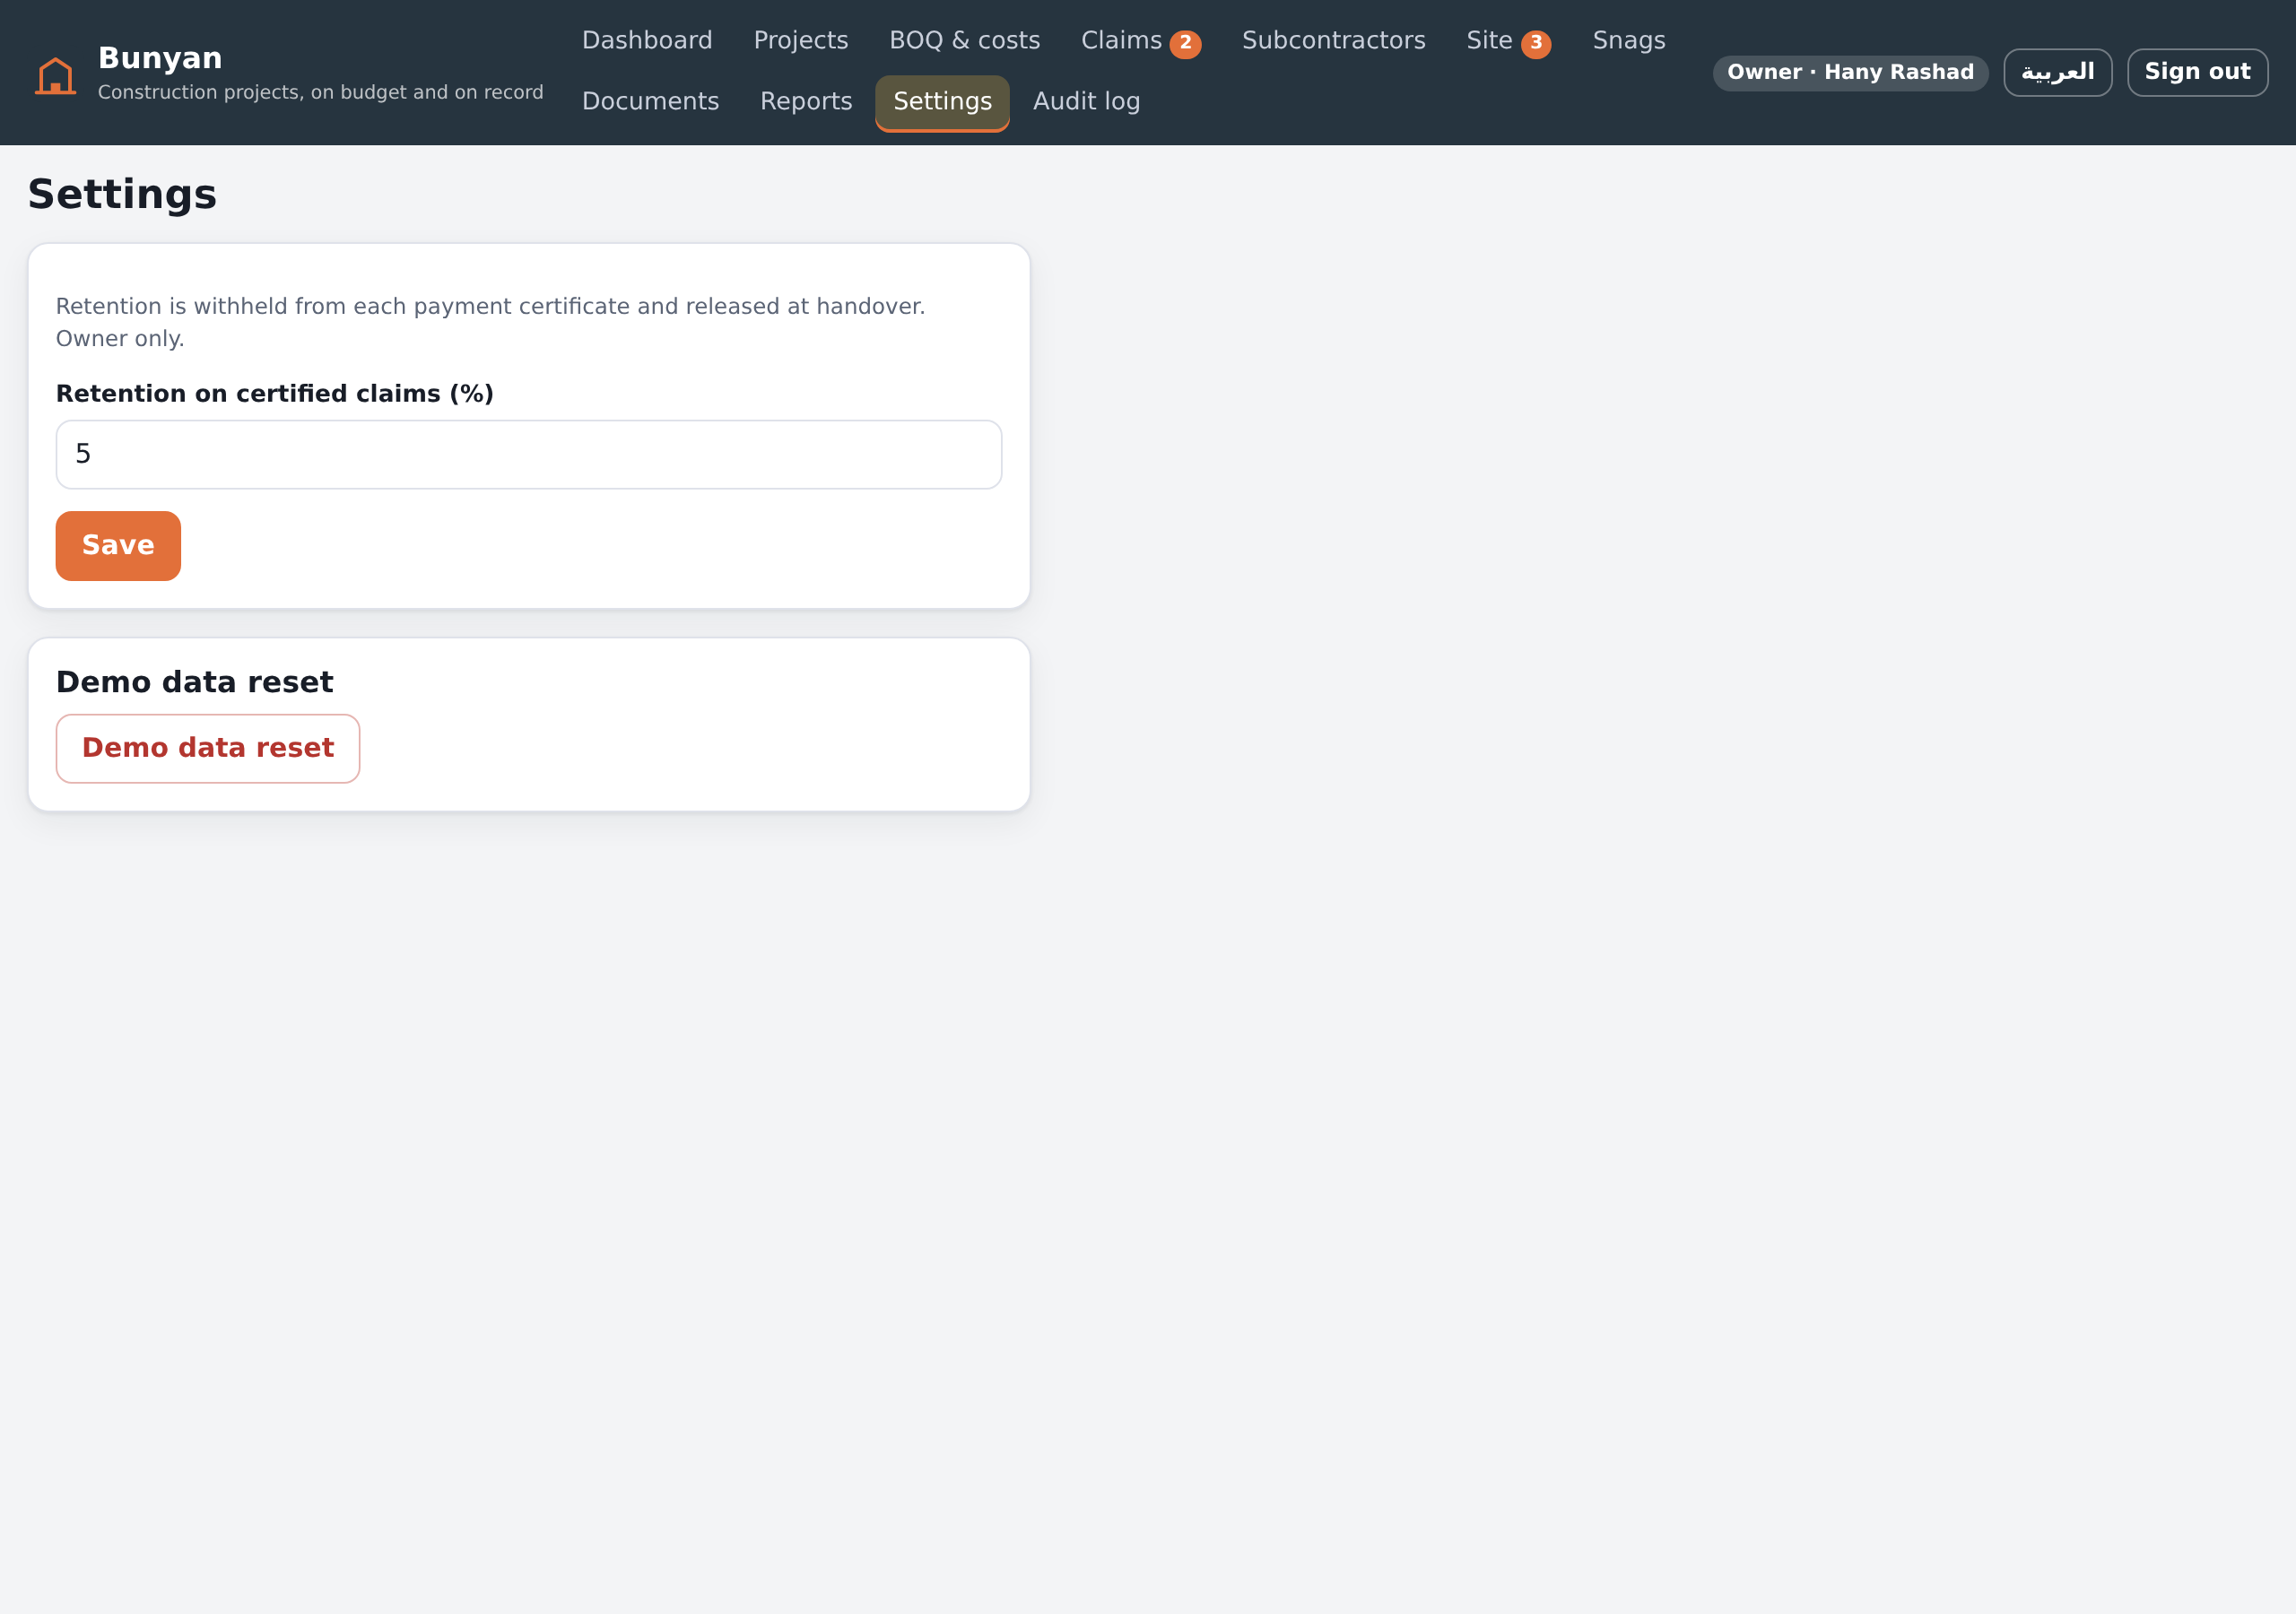 Bunyan
Construction projects, on budget and on record
Dashboard Projects BOQ & costs Claims 2 Subcontractors Site 3 Snags
Documents Reports Settings Audit log
Owner · Hany Rashad العربية Sign out
Settings
Retention is withheld from each payment certificate and released at handover.
Owner only.
Retention on certified claims (%)
5
Save
Demo data reset
Demo data reset